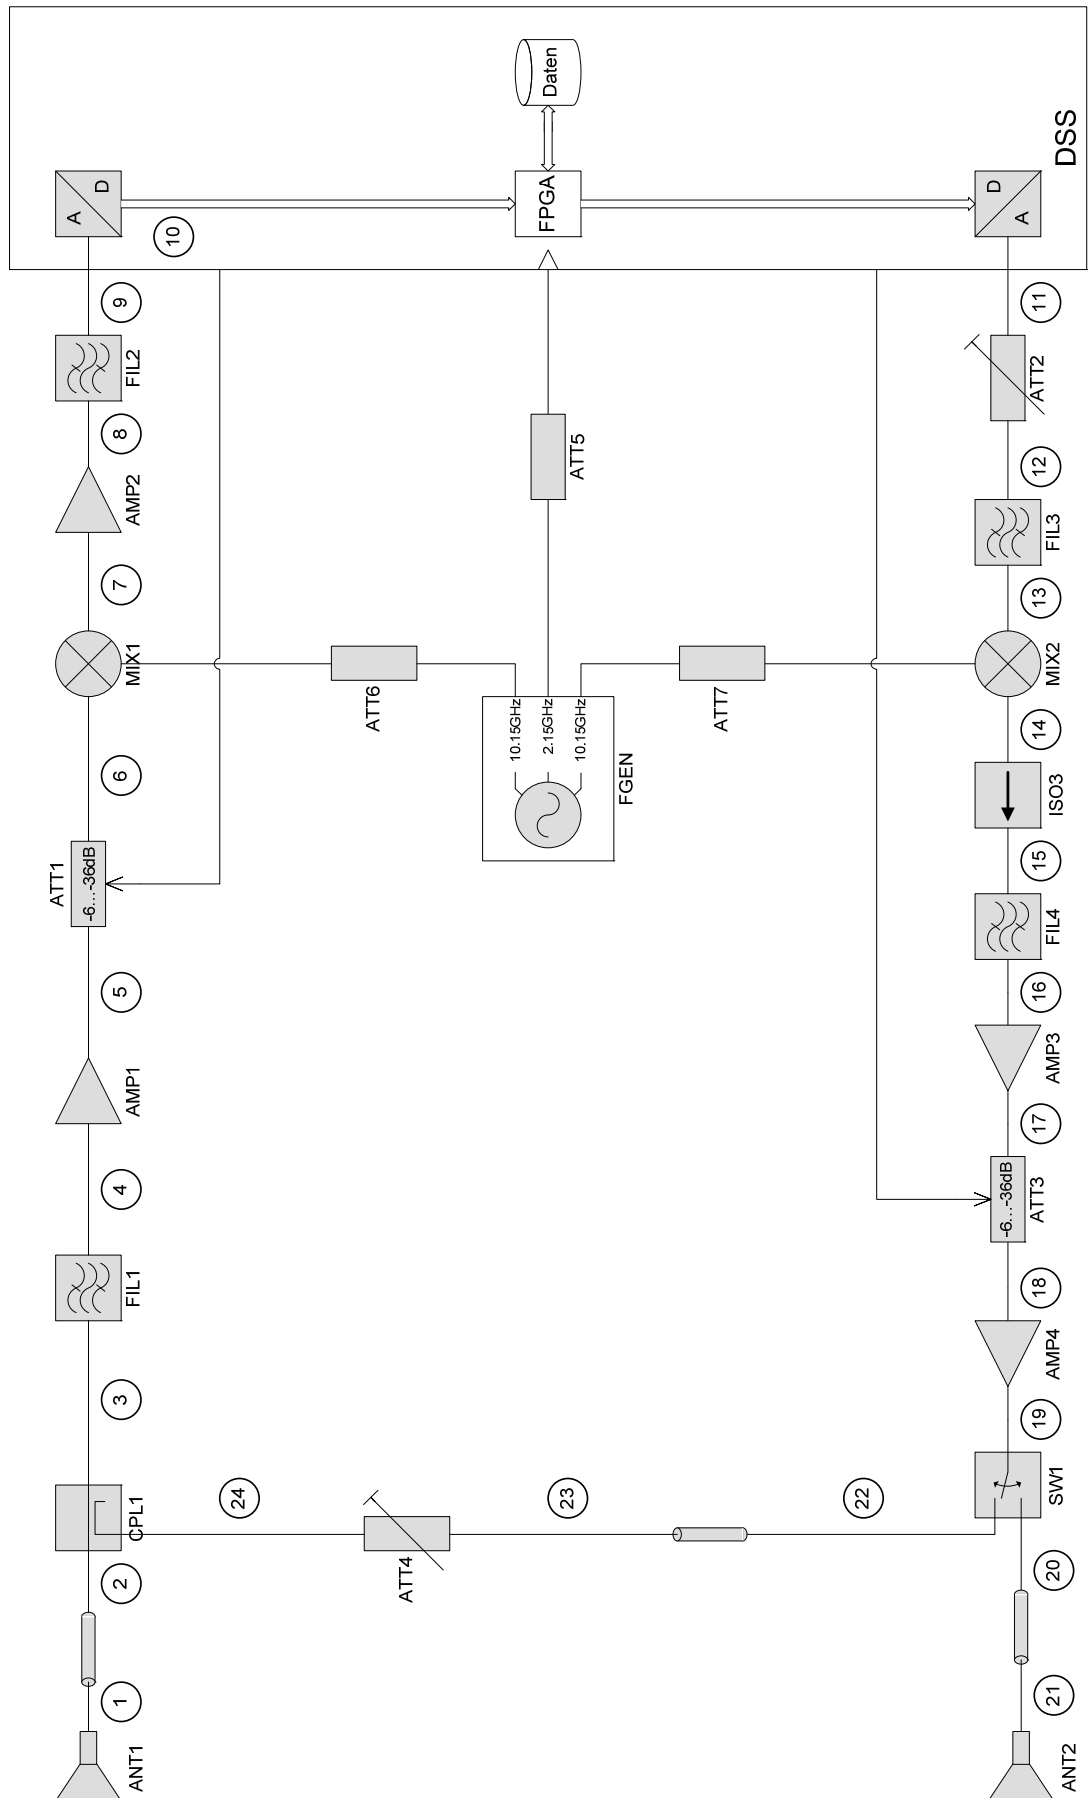 ANT1
1
2
CPL1
3
FIL1
4
AMP1
5
ATT1
-6...-36dB
6
MIX1
7
AMP2
8
FIL2
9
A
D
10
24
ATT4
23
22
ATT6
10.15GHz
2.15GHz
10.15GHz
FGEN
ATT5
ATT7
FPGA
Daten
DSS
D
A
11
ATT2
12
FIL3
13
MIX2
14
ISO3
15
FIL4
16
AMP3
17
-6...-36dB
ATT3
18
AMP4
19
SW1
20
21
ANT2